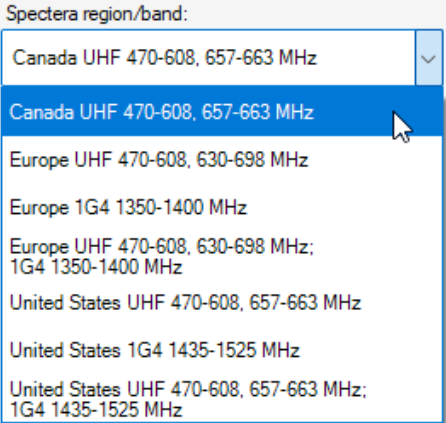 Spectera region/band:
Canada UHF 470-608, 657-663 MHz
Canada UHF 470-608, 657-663 MHz
Europe UHF 470-608, 630-698 MHz
Europe 1G4 1350-1400 MHz
Europe UHF 470-608, 630-698 MHz;
1G4 1350-1400 MHz
United States UHF 470-608, 657-663 MHz
United States 1G4 1435-1525 MHz
United States UHF 470-608, 657-663 MHz;
1G4 1435-1525 MHz